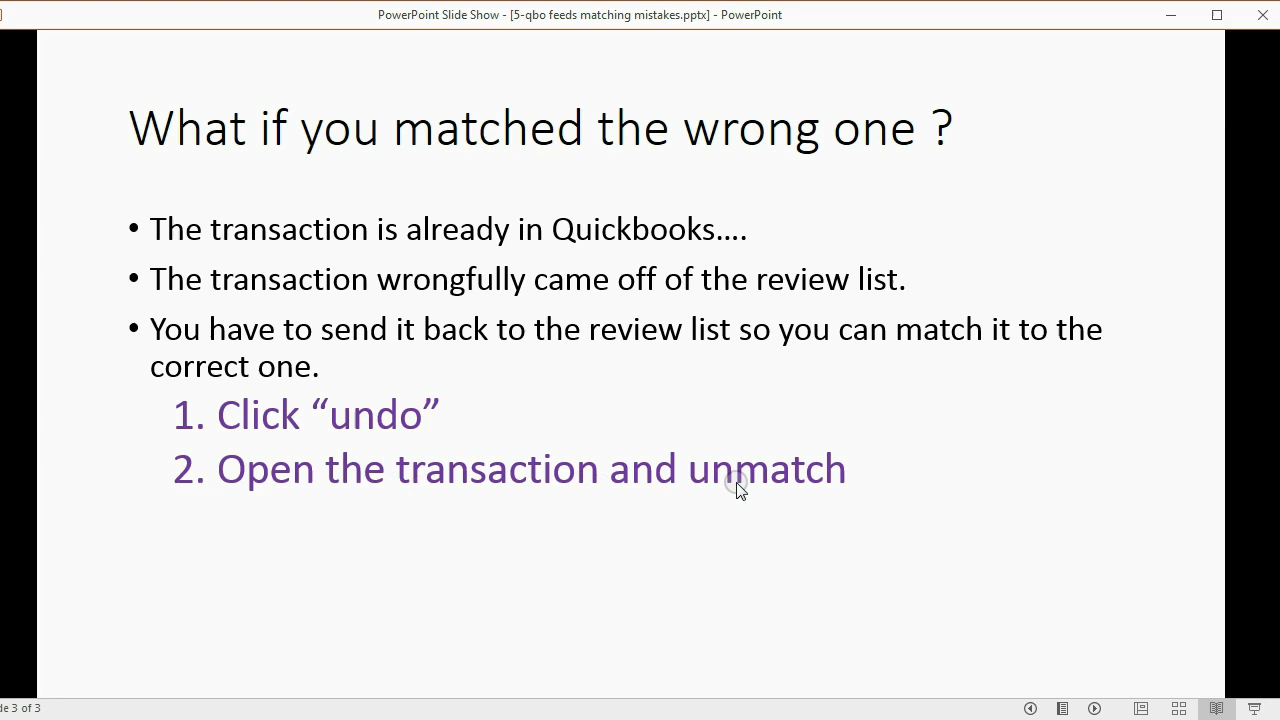 PowerPoint Slide Show - [5-qbo feeds matching mistakes.pptx] - PowerPoint
What if you matched the wrong one ?
• The transaction is already in Quickbooks....
• The transaction wrongfully came off of the review list.
• You have to send it back to the review list so you can match it to the
correct one.
1. Click “undo”
2. Open the transaction and unmatch
de 3 of 3